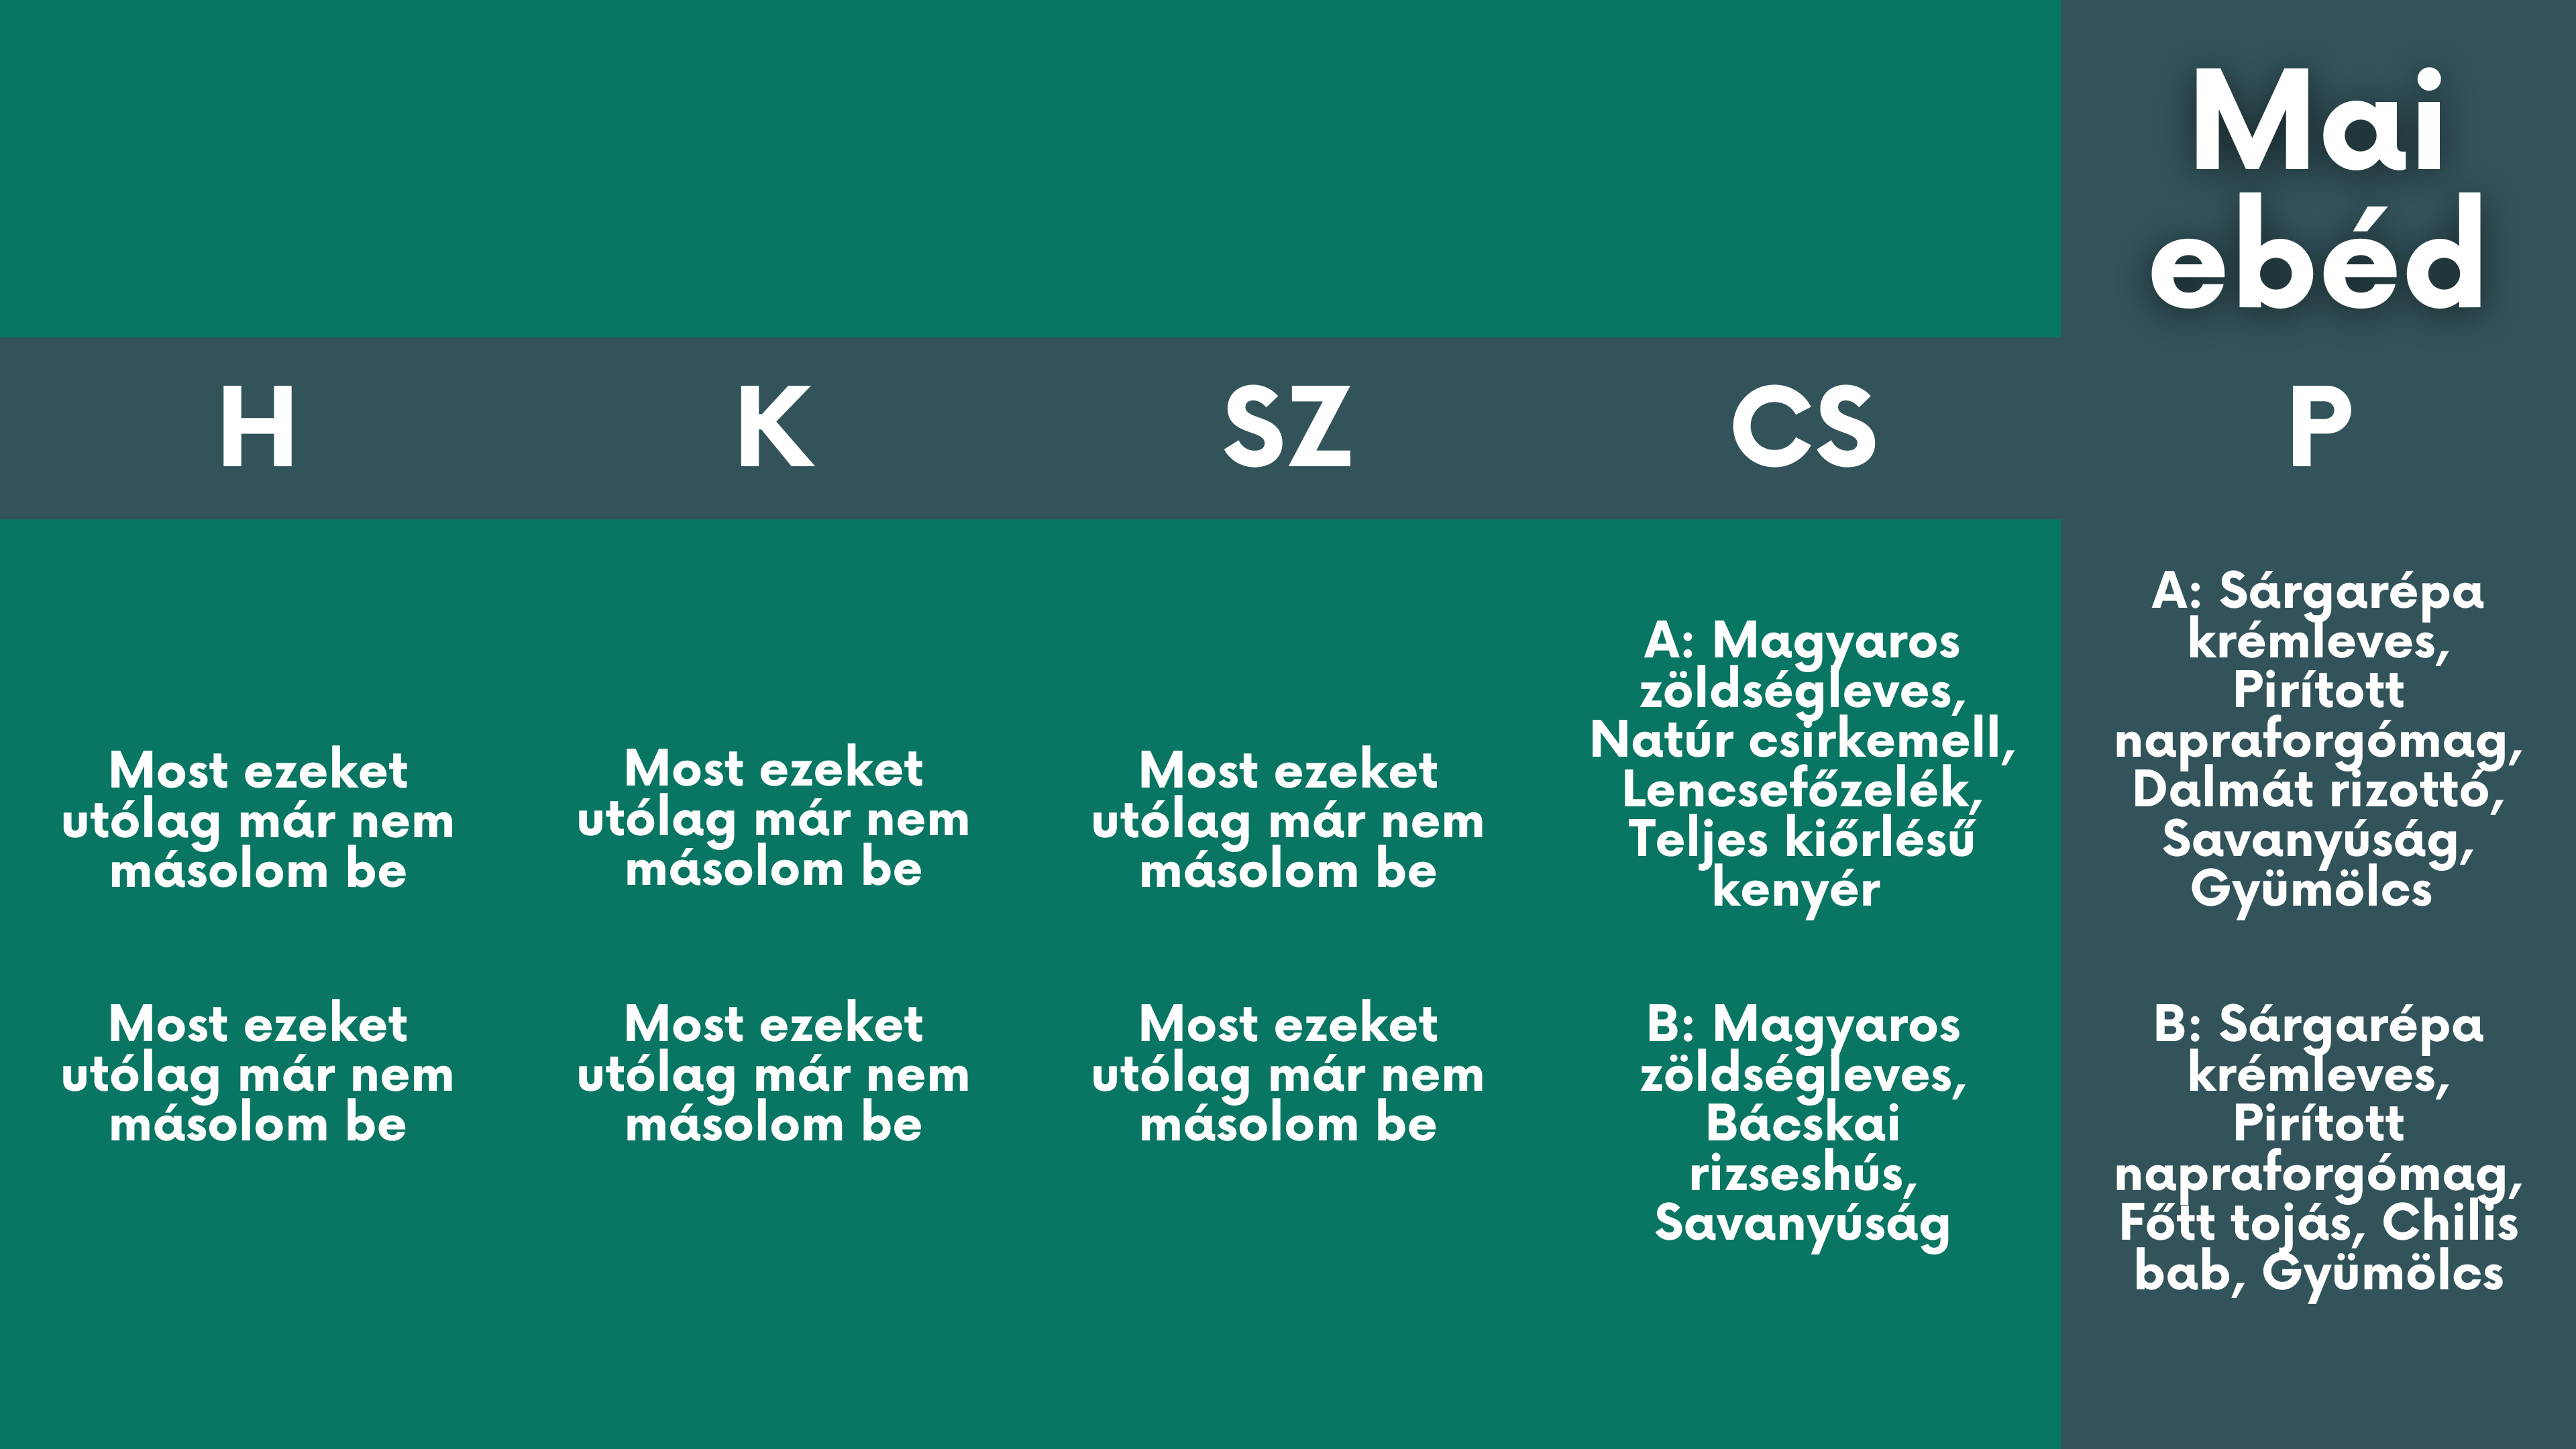 Mai
ebéd
H
K
SZ
CS
P
Most ezeket
utólag már nem
másolom be
Most ezeket
utólag már nem
másolom be
Most ezeket
utólag már nem
másolom be
A: Magyaros
zöldségleves,
Natúr csirkemell,
Lencsefőzelék,
Teljes kiőrlésű
kenyér
A: Sárgarépa
krémleves,
Pirított
napraforgómag,
Dalmát rizottó,
Savanyúság,
Gyümölcs
Most ezeket
utólag már nem
másolom be
Most ezeket
utólag már nem
másolom be
Most ezeket
utólag már nem
másolom be
B: Magyaros
zöldségleves,
Bácskai
rizseshús,
Savanyúság
B: Sárgarépa
krémleves,
Pirított
napraforgómag,
Főtt tojás, Chilis
bab, Gyümölcs